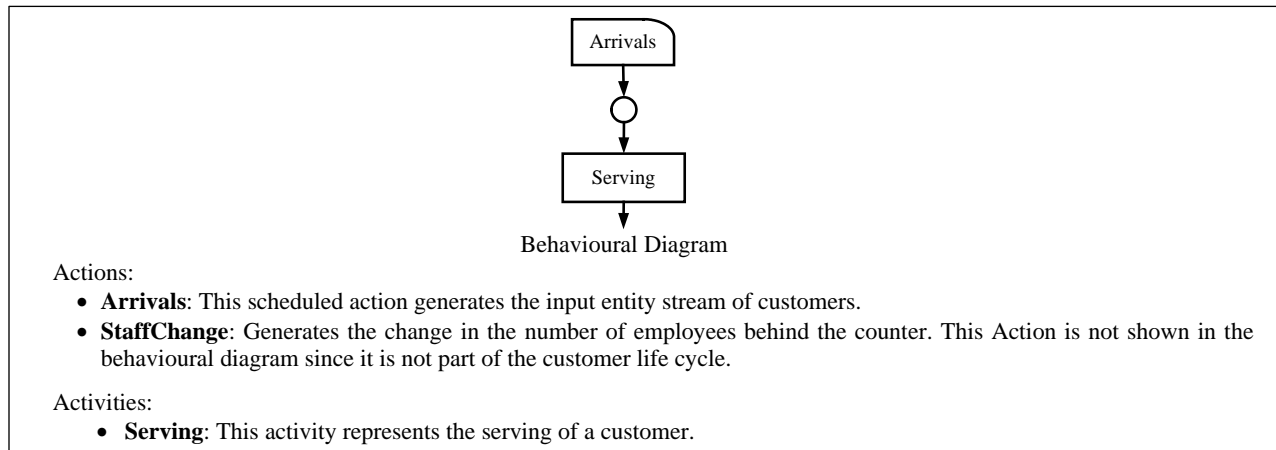 Arrivals
Serving
Behavioural Diagram
Actions:
• Arrivals: This scheduled action generates the input entity stream of customers.
• StaffChange: Generates the change in the number of employees behind the counter. This Action is not shown in the
behavioural diagram since it is not part of the customer life cycle.
Activities:
• Serving: This activity represents the serving of a customer.